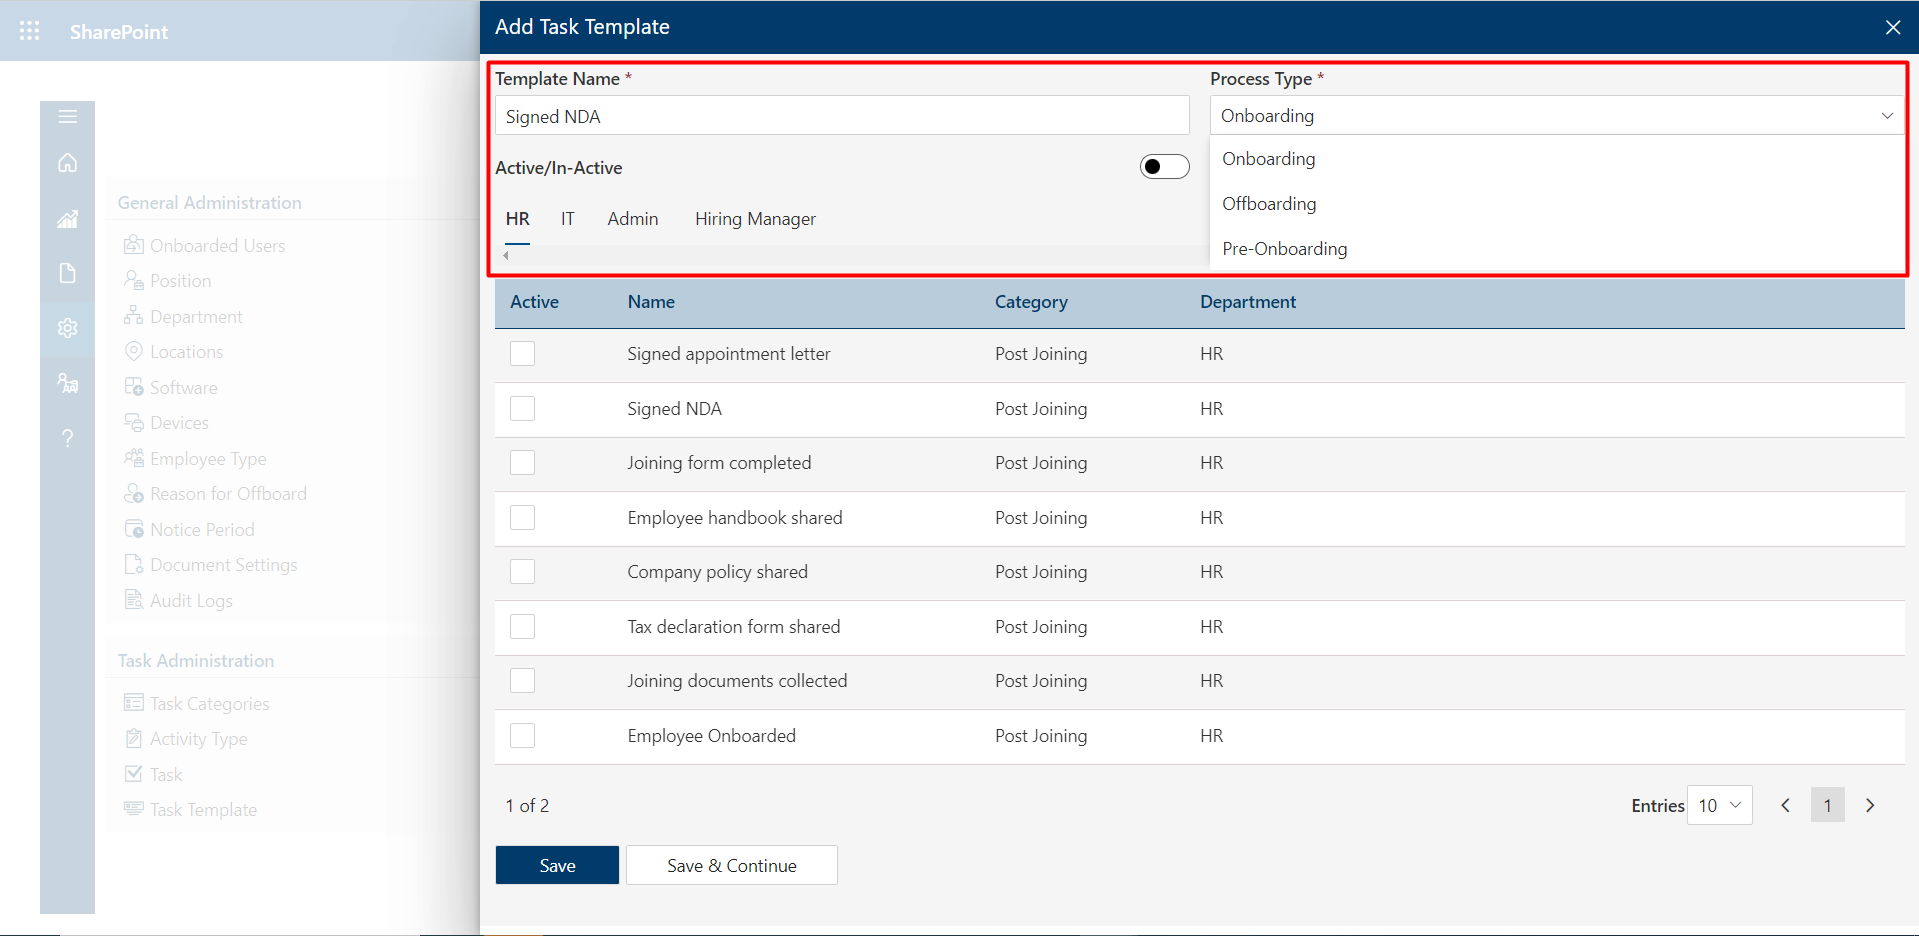 SharePoint
General Administration
Onboarded Users
Position
Department
Locations
Software
Devices
Employee Type
Reason for Offboard
Notice Period
Document Settings
Audit Logs
Task Administration
Task Categories
Activity Type
Task
Task Template
Add Task Template
Template Name *
Signed NDA
Process Type *
Onboarding
Onboarding
Offboarding
Pre-Onboarding
Active/In-Active
HR IT Admin Hiring Manager
Active Name Category Department
Signed appointment letter Post Joining HR
Signed NDA Post Joining HR
Joining form completed Post Joining HR
Employee handbook shared Post Joining HR
Company policy shared Post Joining HR
Tax declaration form shared Post Joining HR
Joining documents collected Post Joining HR
Employee Onboarded Post Joining HR
1 of 2 Entries 10 1
Save Save & Continue